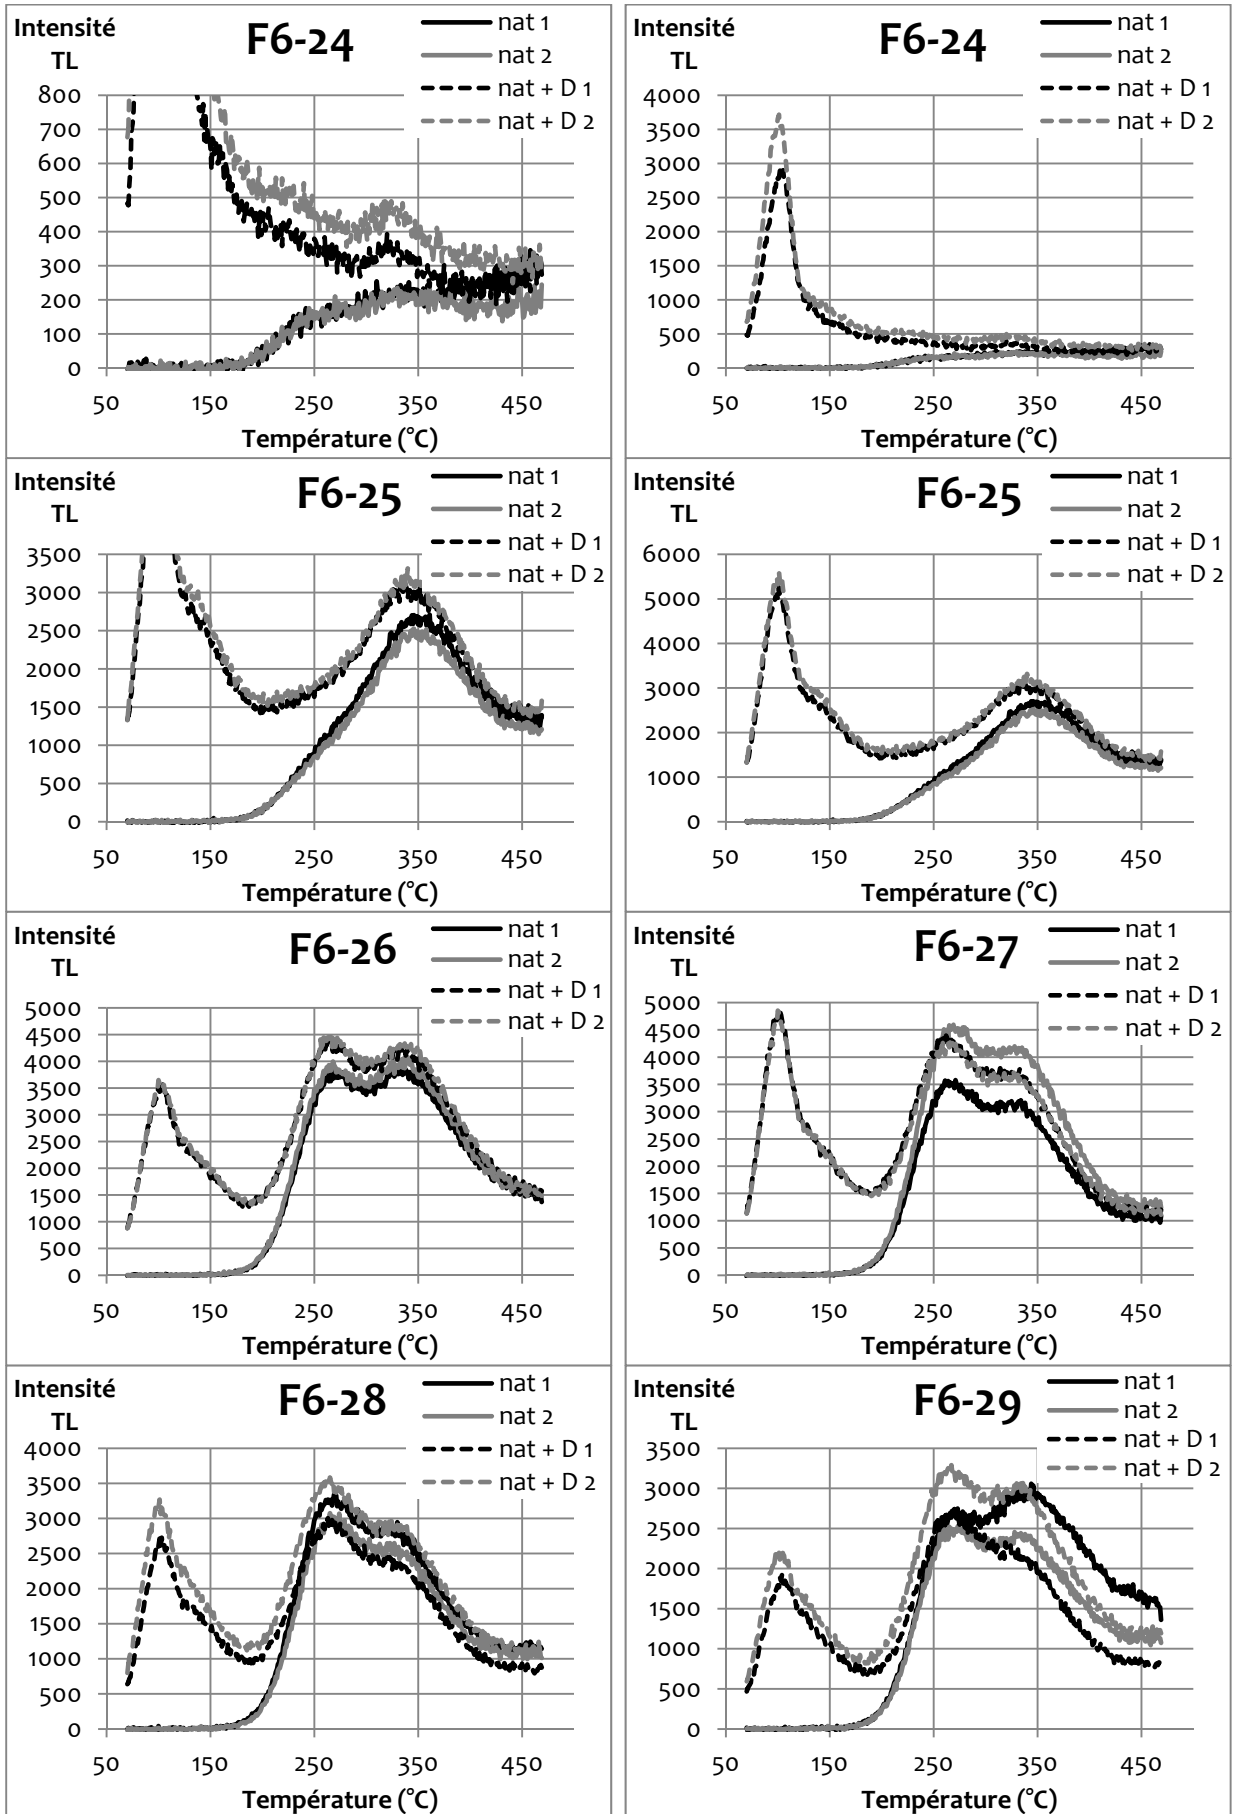 Intensité
TL
F6-24
nat 1
nat 2
nat + D 1
nat + D 2
800
700
600
500
400
300
200
100
0
50 150 250 350 450
Température (°C)
Intensité
TL
F6-24
nat 1
nat 2
nat + D 1
nat + D 2
4000
3500
3000
2500
2000
1500
1000
500
0
50 150 250 350 450
Température (°C)
Intensité
TL
F6-25
nat 1
nat 2
nat + D 1
nat + D 2
3500
3000
2500
2000
1500
1000
500
0
50 150 250 350 450
Température (°C)
Intensité
TL
F6-25
nat 1
nat 2
nat + D 1
nat + D 2
6000
5000
4000
3000
2000
1000
0
50 150 250 350 450
Température (°C)
Intensité
TL
F6-26
nat 1
nat 2
nat + D 1
nat + D 2
5000
4500
4000
3500
3000
2500
2000
1500
1000
500
0
50 150 250 350 450
Température (°C)
Intensité
TL
F6-27
nat 1
nat 2
nat + D 1
nat + D 2
5000
4500
4000
3500
3000
2500
2000
1500
1000
500
0
50 150 250 350 450
Température (°C)
Intensité
TL
F6-28
nat 1
nat 2
nat + D 1
nat + D 2
4000
3500
3000
2500
2000
1500
1000
500
0
50 150 250 350 450
Température (°C)
Intensité
TL
F6-29
nat 1
nat 2
nat + D 1
nat + D 2
3500
3000
2500
2000
1500
1000
500
0
50 150 250 350 450
Température (°C)